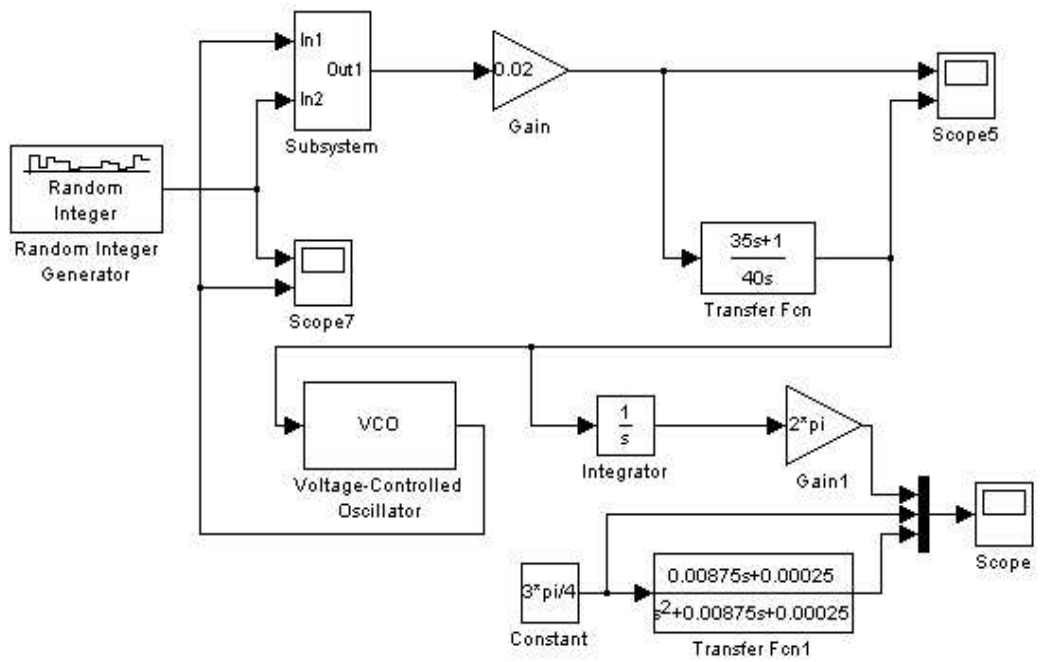 In1
Out1
In2
Subsystem
0.02
Gain
Scope5
Random
Integer
Random Integer
Generator
Scope7
35s+1
40s
Transfer Fcn
VCO
Voltage-Controlled
Oscillator
1
s
Integrator
2*pi
Gain1
Scope
3*pi/4
Constant
0.00875s+0.00025
s²+0.00875s+0.00025
Transfer Fcn1